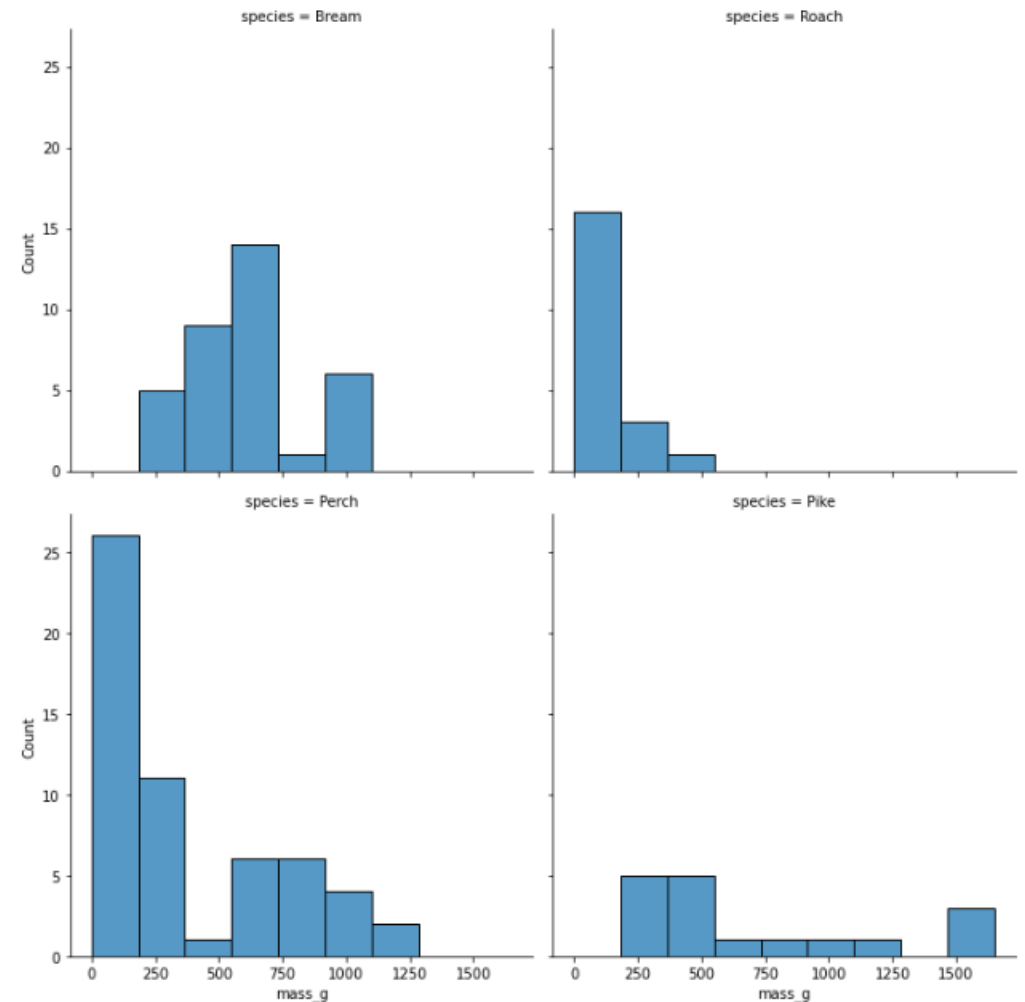 species = Bream
species = Roach
25
20
15
10
5
0
Count
species = Perch
species = Pike
25
20
15
10
5
0
Count
0 250 500 750 1000 1250 1500
0 250 500 750 1000 1250 1500
mass_g
mass_g